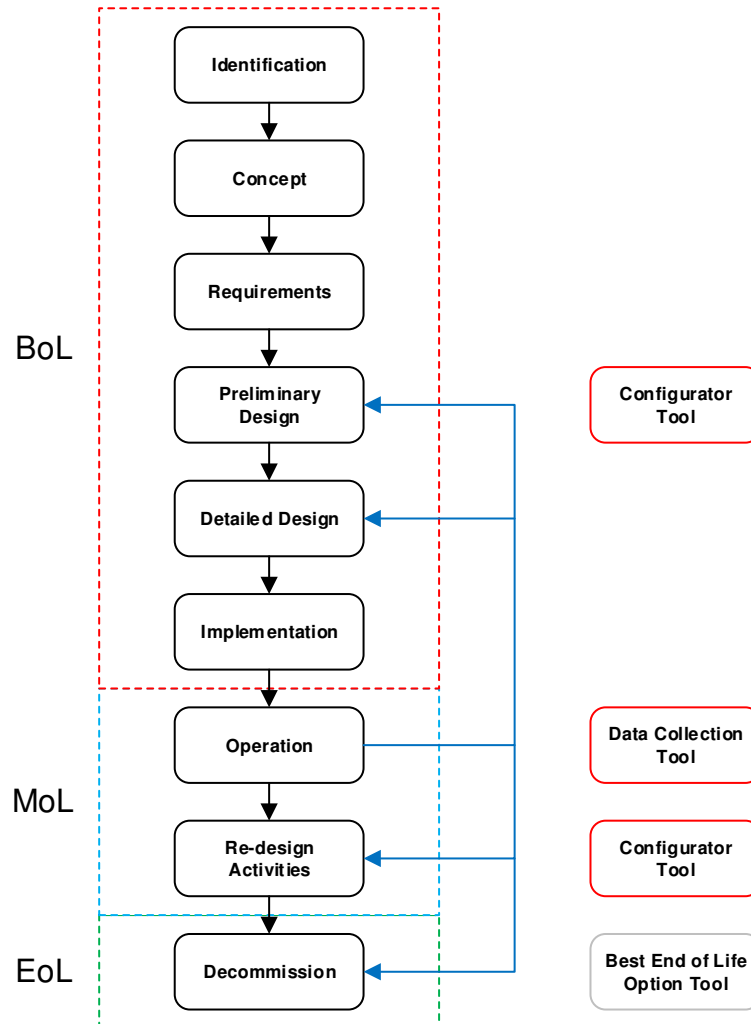 Identification
Concept
Requirements
BoL
Preliminary
Design
Configurator
Tool
Detailed Design
Implementation
Operation
Data Collection
Tool
MoL
Re-design
Activities
Configurator
Tool
EoL
Decommission
Best End of Life
Option Tool